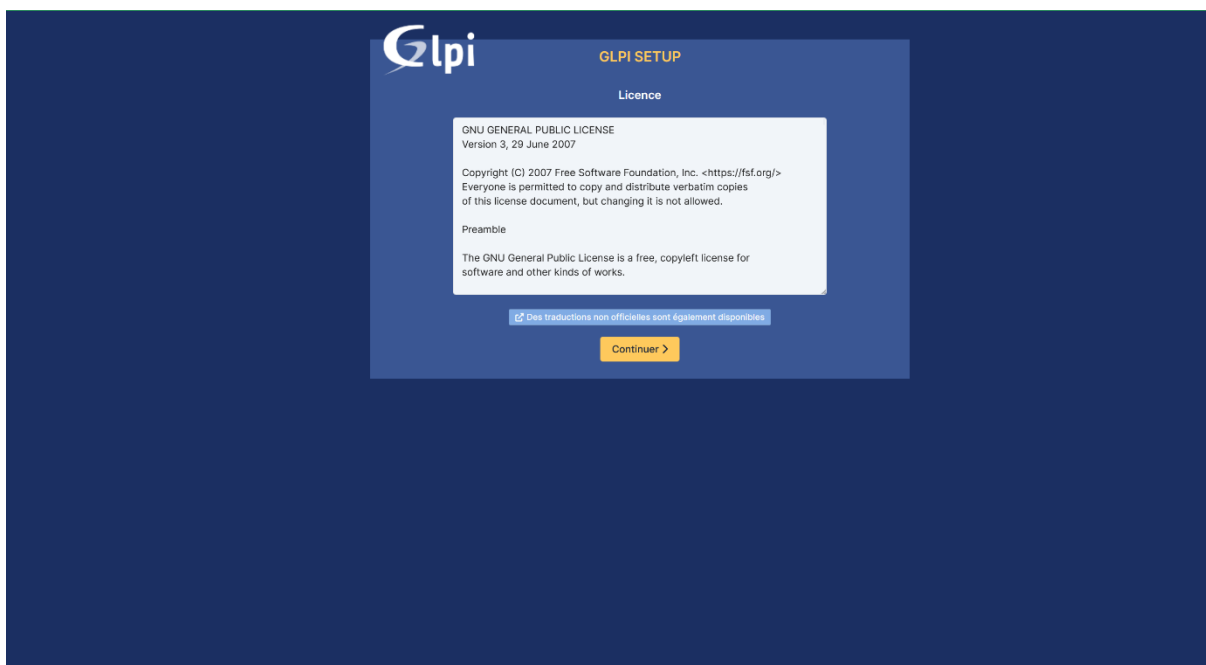 Glpi
GLPI SETUP
Licence
GNU GENERAL PUBLIC LICENSE
Version 3, 29 June 2007
Copyright (C) 2007 Free Software Foundation, Inc. <https://fsf.org/>
Everyone is permitted to copy and distribute verbatim copies
of this license document, but changing it is not allowed.
Preamble
The GNU General Public License is a free, copyleft license for
software and other kinds of works.
Des traductions non officielles sont également disponibles
Continuer